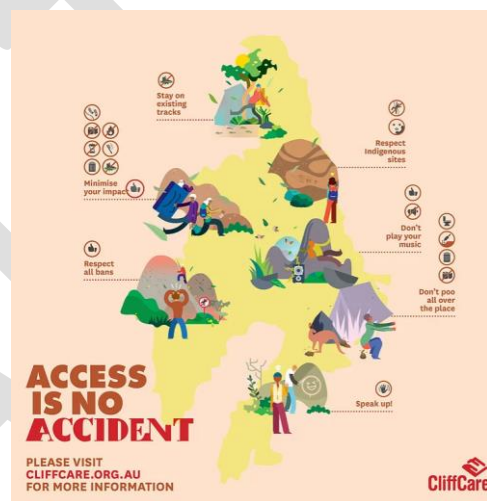 Stay on
existing
tracks
Respect
Indigenous
sites
Minimise
your impact
Don't
play your
music
Respect
all bans
Don't poo
all over
the place
Speak up!
ACCESS
IS NO
ACCIDENT
PLEASE VISIT
CLIFFCARE.ORG.AU
FOR MORE INFORMATION
CliffCare